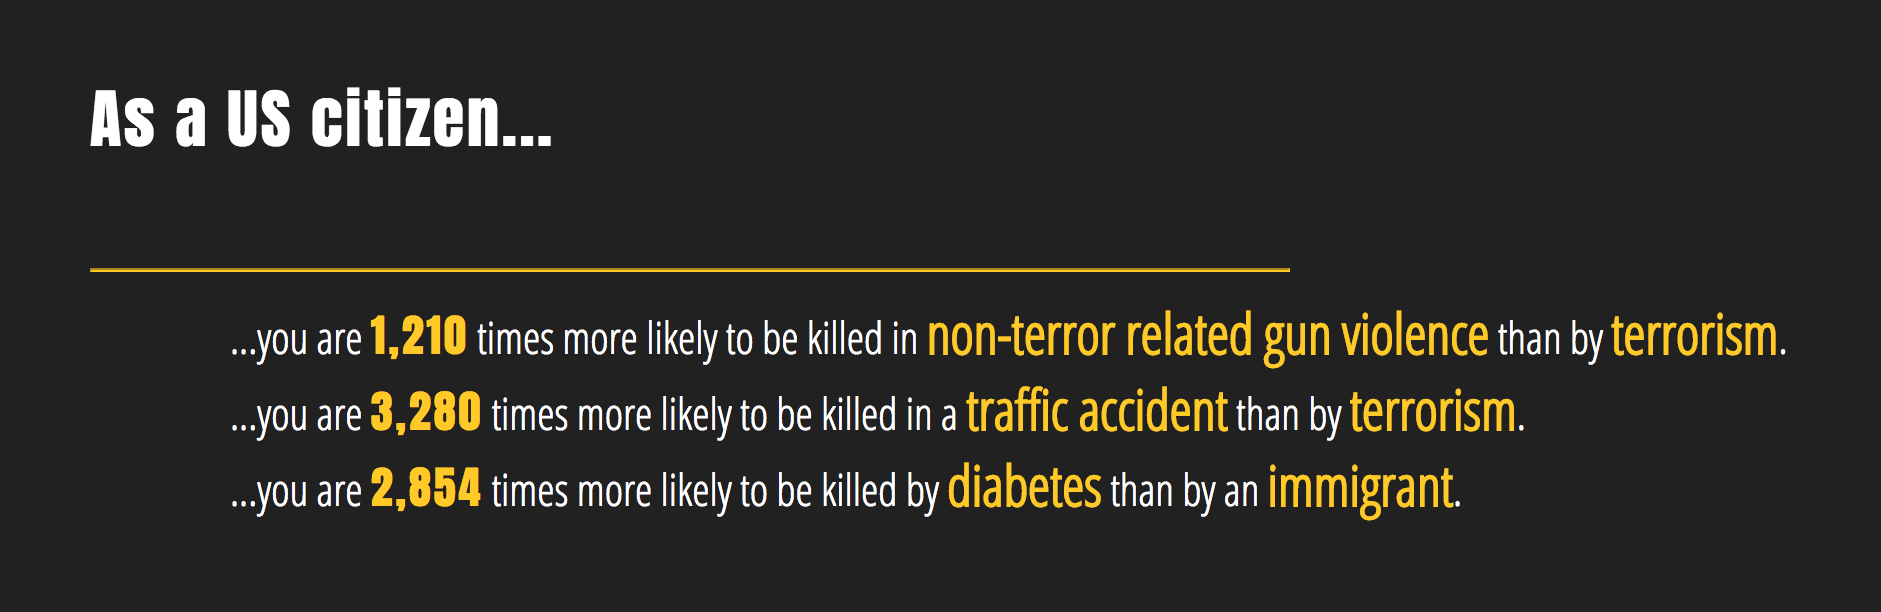 As a US citizen...
...you are 1,210 times more likely to be killed in non-terror related gun violence than by terrorism.
...you are 3,280 times more likely to be killed in a traffic accident than by terrorism.
...you are 2,854 times more likely to be killed by diabetes than by an immigrant.